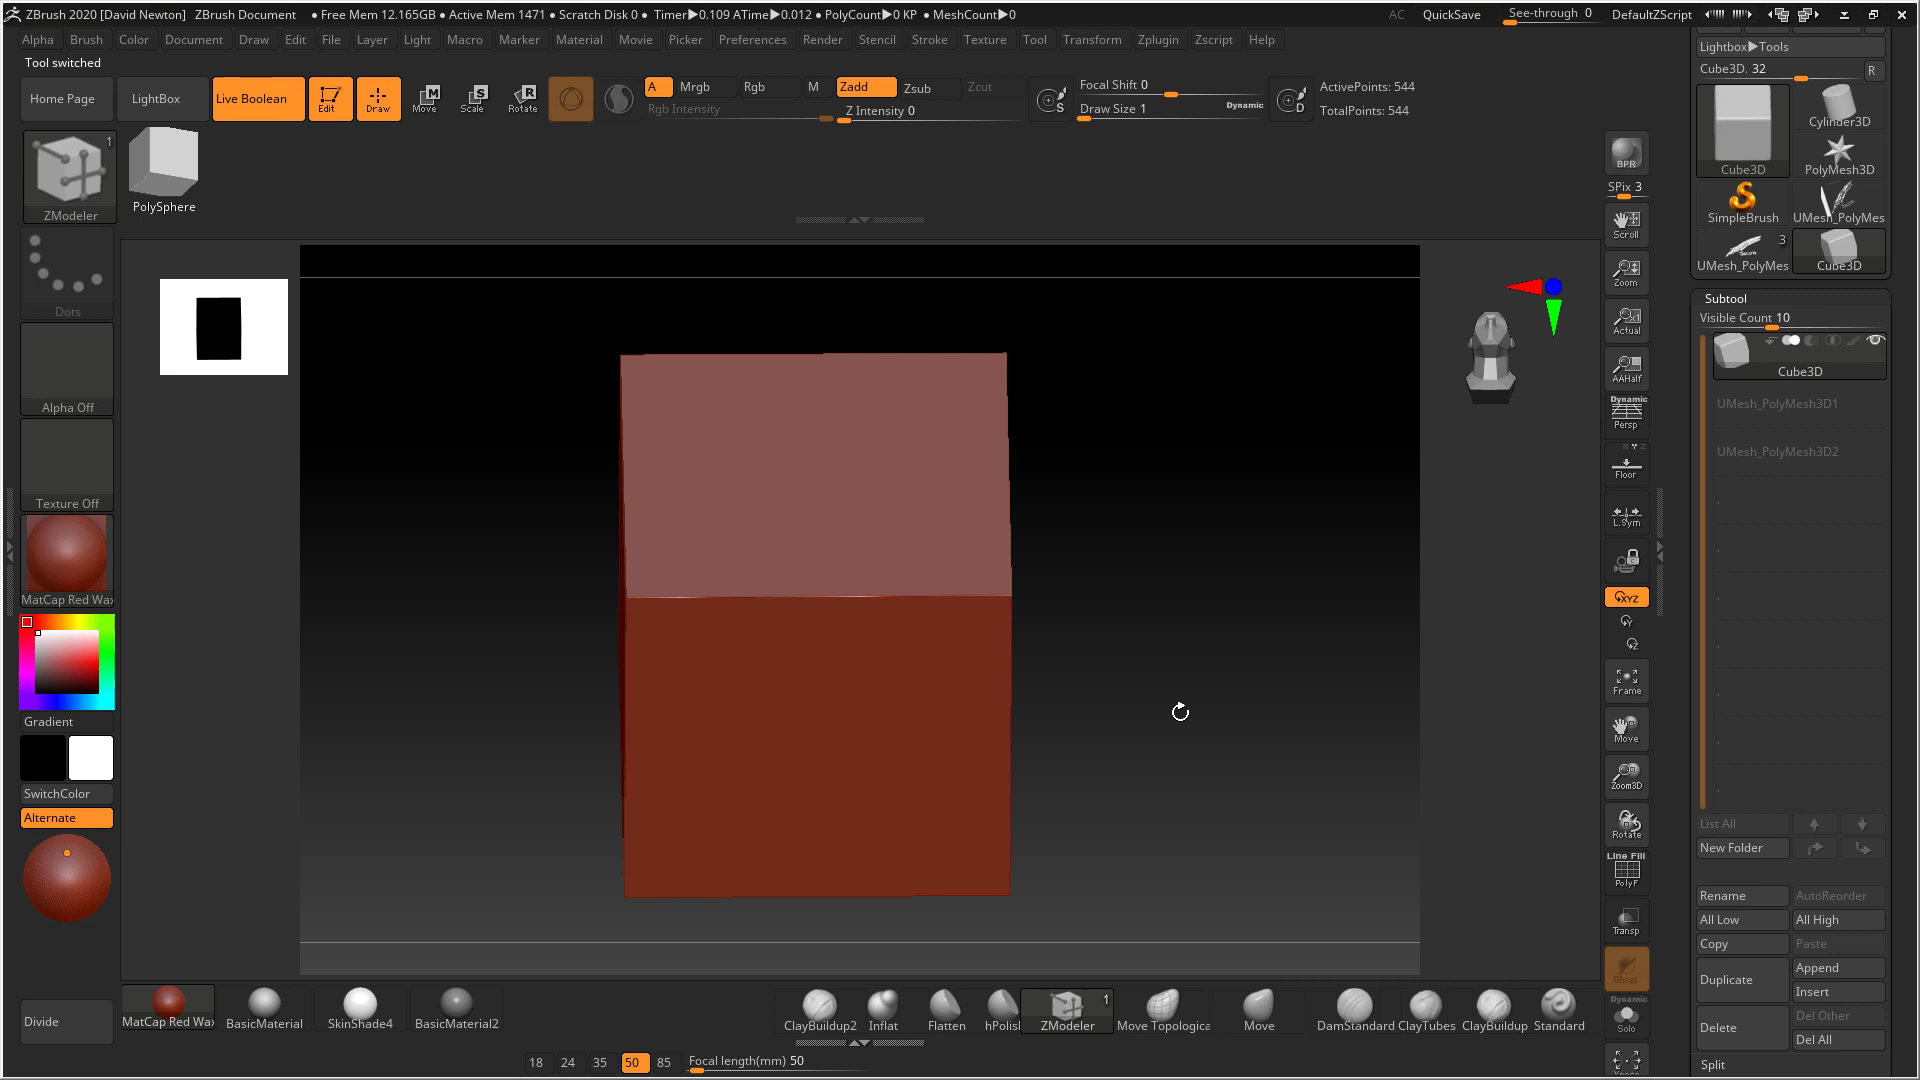 ZBrush 2020 [David Newton] ZBrush Document • Free Mem 12.165GB • Active Mem 1471 • Scratch Disk 0 • Timer▶0.109 ATime▶0.012 • PolyCount▶0 KP • MeshCount▶0 AC QuickSave See-through 0 DefaultZScript
Alpha Brush Color Document Draw Edit File Layer Light Macro Marker Material Movie Picker Preferences Render Stencil Stroke Texture Tool Transform Zplugin Zscript Help
Tool switched
Home Page LightBox Live Boolean Edit Draw Move Scale Rotate
A Mrgb Rgb M Zadd Zsub Zcut
Rgb Intensity Z Intensity 0
Focal Shift 0
Draw Size 1 Dynamic
S D
ActivePoints: 544
TotalPoints: 544
1
ZModeler
PolySphere
Dots
Alpha Off
Texture Off
MatCap Red Wax
Gradient
SwitchColor
Alternate
Divide
BPR
SPix 3
Scroll
Zoom
Actual
AAHalf
Dynamic
Persp
Floor
L.Sym
XYZ
Y
Z
Frame
Move
Zoom3D
Rotate
Line Fill
PolyF
Transp
Ghost
Dynamic
Solo
Xpose
Lightbox▶Tools
Cube3D. 32 R
Cube3D
Cylinder3D
PolyMesh3D
SimpleBrush
UMesh_PolyMes
3
UMesh_PolyMes
Cube3D
Subtool
Visible Count 10
Cube3D
UMesh_PolyMesh3D1
UMesh_PolyMesh3D2
List All
New Folder
Rename AutoReorder
All Low All High
Copy Paste
Duplicate Append
Insert
Delete Del Other
Del All
Split
MatCap Red Wax BasicMaterial SkinShade4 BasicMaterial2
ClayBuildup2 Inflat Flatten hPolish 1 ZModeler Move Topologica Move DamStandard ClayTubes ClayBuildup Standard
18 24 35 50 85 Focal length(mm) 50